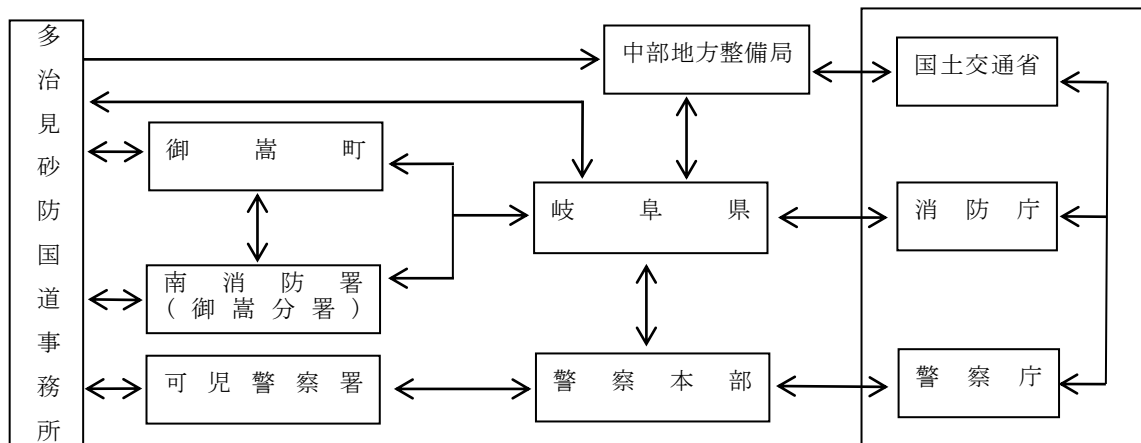 多治見砂防国道事務所
中部地方整備局
国土交通省
御嵩町
岐阜県
消防庁
南消防署
(御嵩分署)
可児警察署
警察本部
警察庁